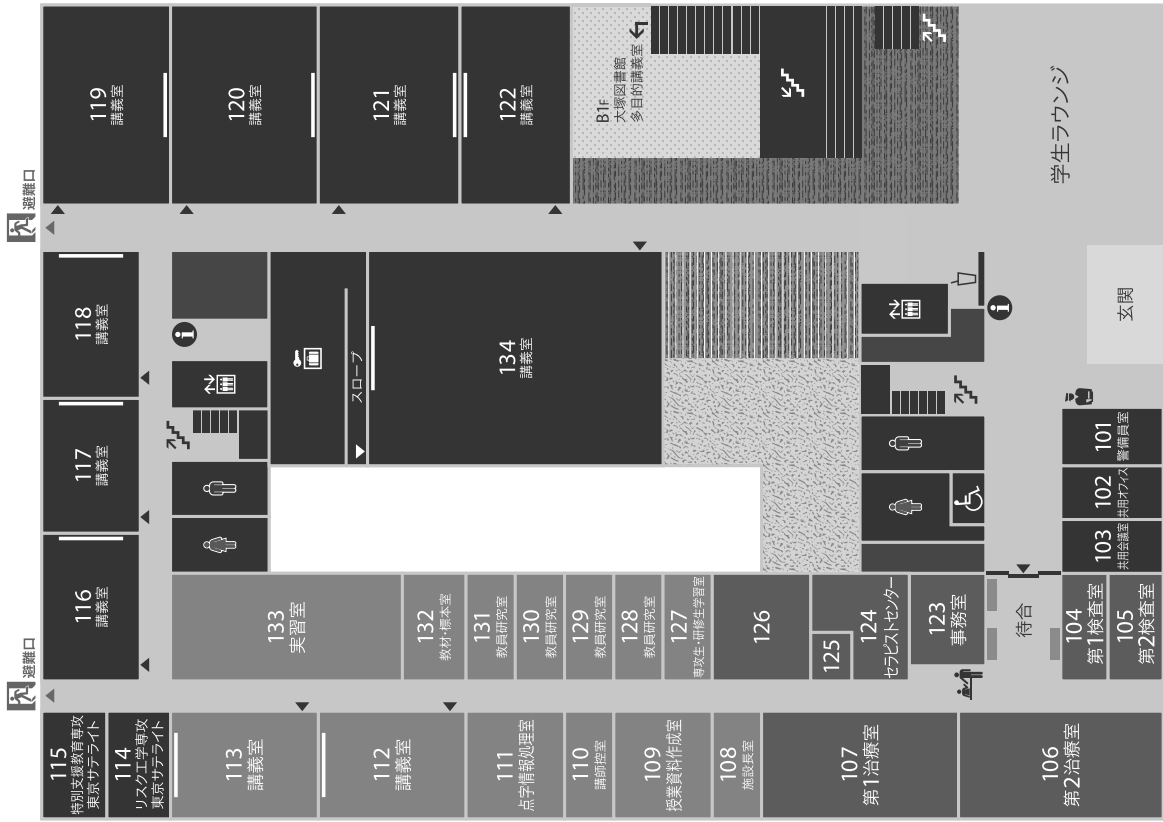 避難口
119
講義室
120
講義室
121
講義室
122
講義室
B1F
大塚図書館
多目的講義室
学生ラウンジ
118
講義室
117
講義室
116
講義室
スロープ
134
講義室
玄関
101
警備員室
102
共用オフィス
103
共用会議室
避難口
133
実習室
132
教材・標本室
131
教員研究室
130
教員研究室
129
教員研究室
128
教員研究室
127
専攻生・研修生学習室
126
125
124
セラピストセンター
123
事務室
待合
104
第1検査室
105
第2検査室
115
特別支援教育専攻
東京サテライト
114
リスク工学専攻
東京サテライト
113
講義室
112
講義室
111
点字情報処理室
110
講師控室
109
授業資料作成室
108
施設長室
107
第1治療室
106
第2治療室